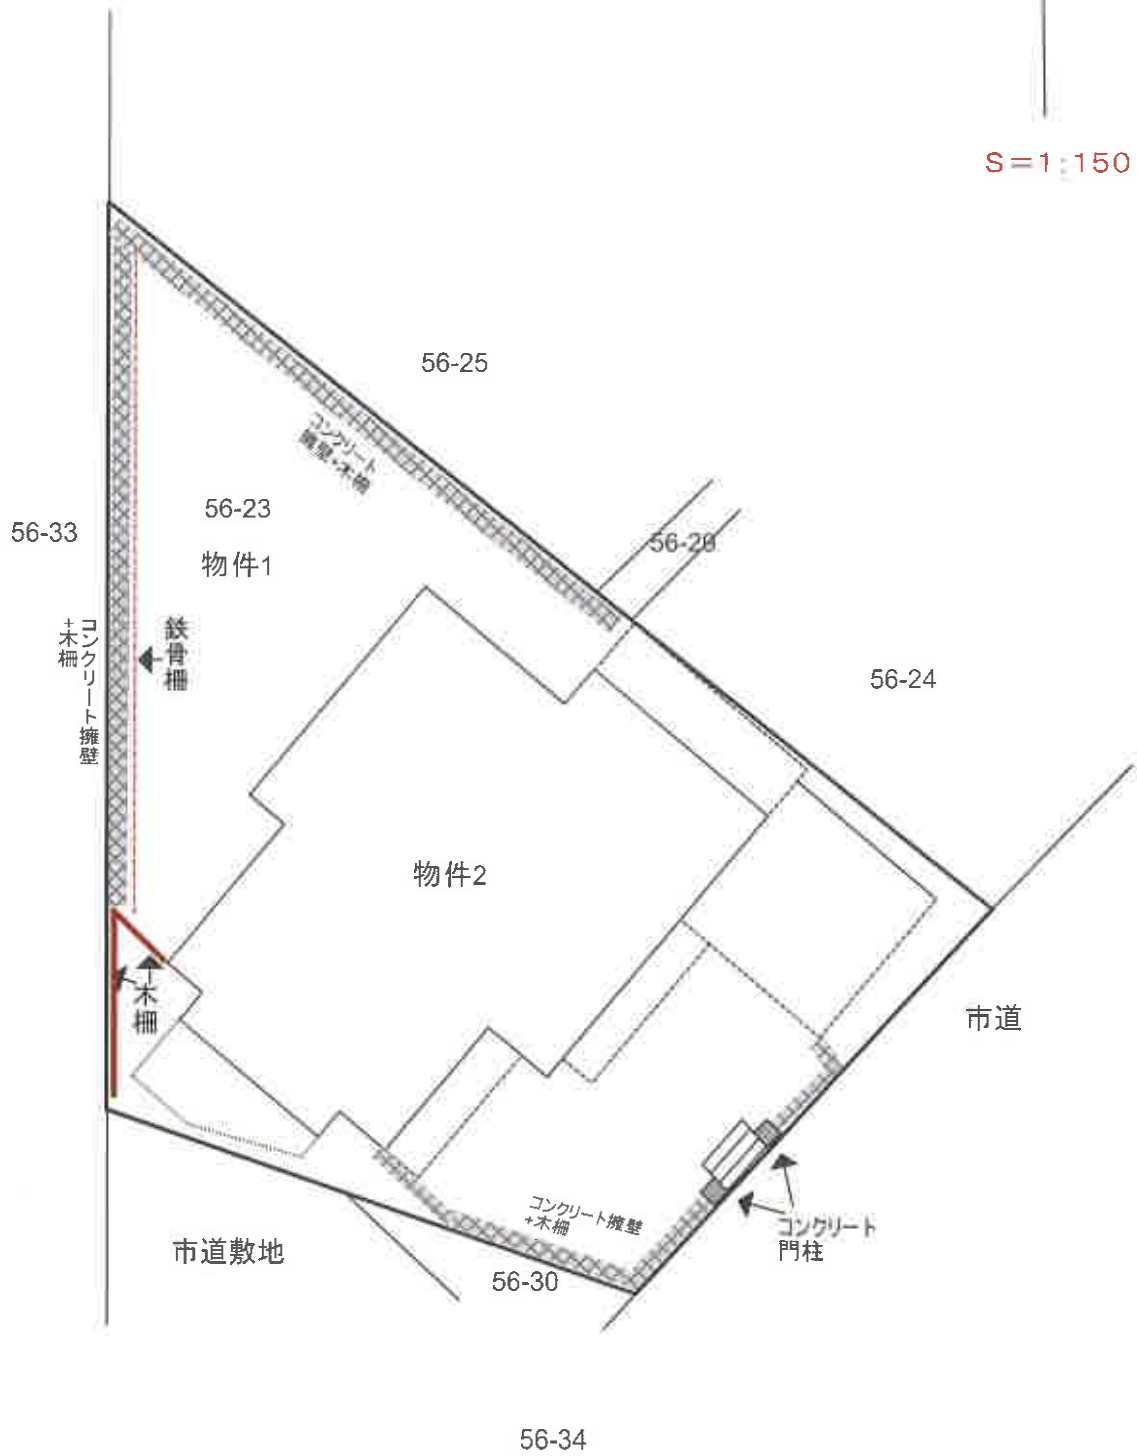 S=1:150
56-25
コンクリート
擁壁+木柵
56-23
56-33
56-20
物件1
コンクリート擁壁
+木柵
鉄骨柵
56-24
物件2
木柵
市道
コンクリート擁壁
+木柵
コンクリート
門柱
市道敷地
56-30
56-34